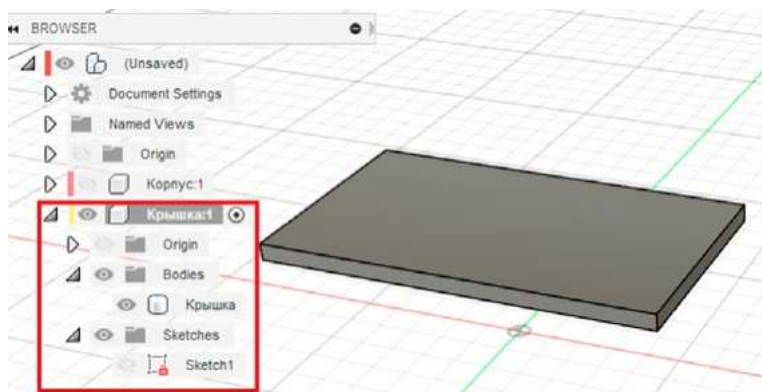 BROWSER
(Unsaved)
Document Settings
Named Views
Origin
Корпус:1
Крышка:1
Origin
Bodies
Крышка
Sketches
Sketch1